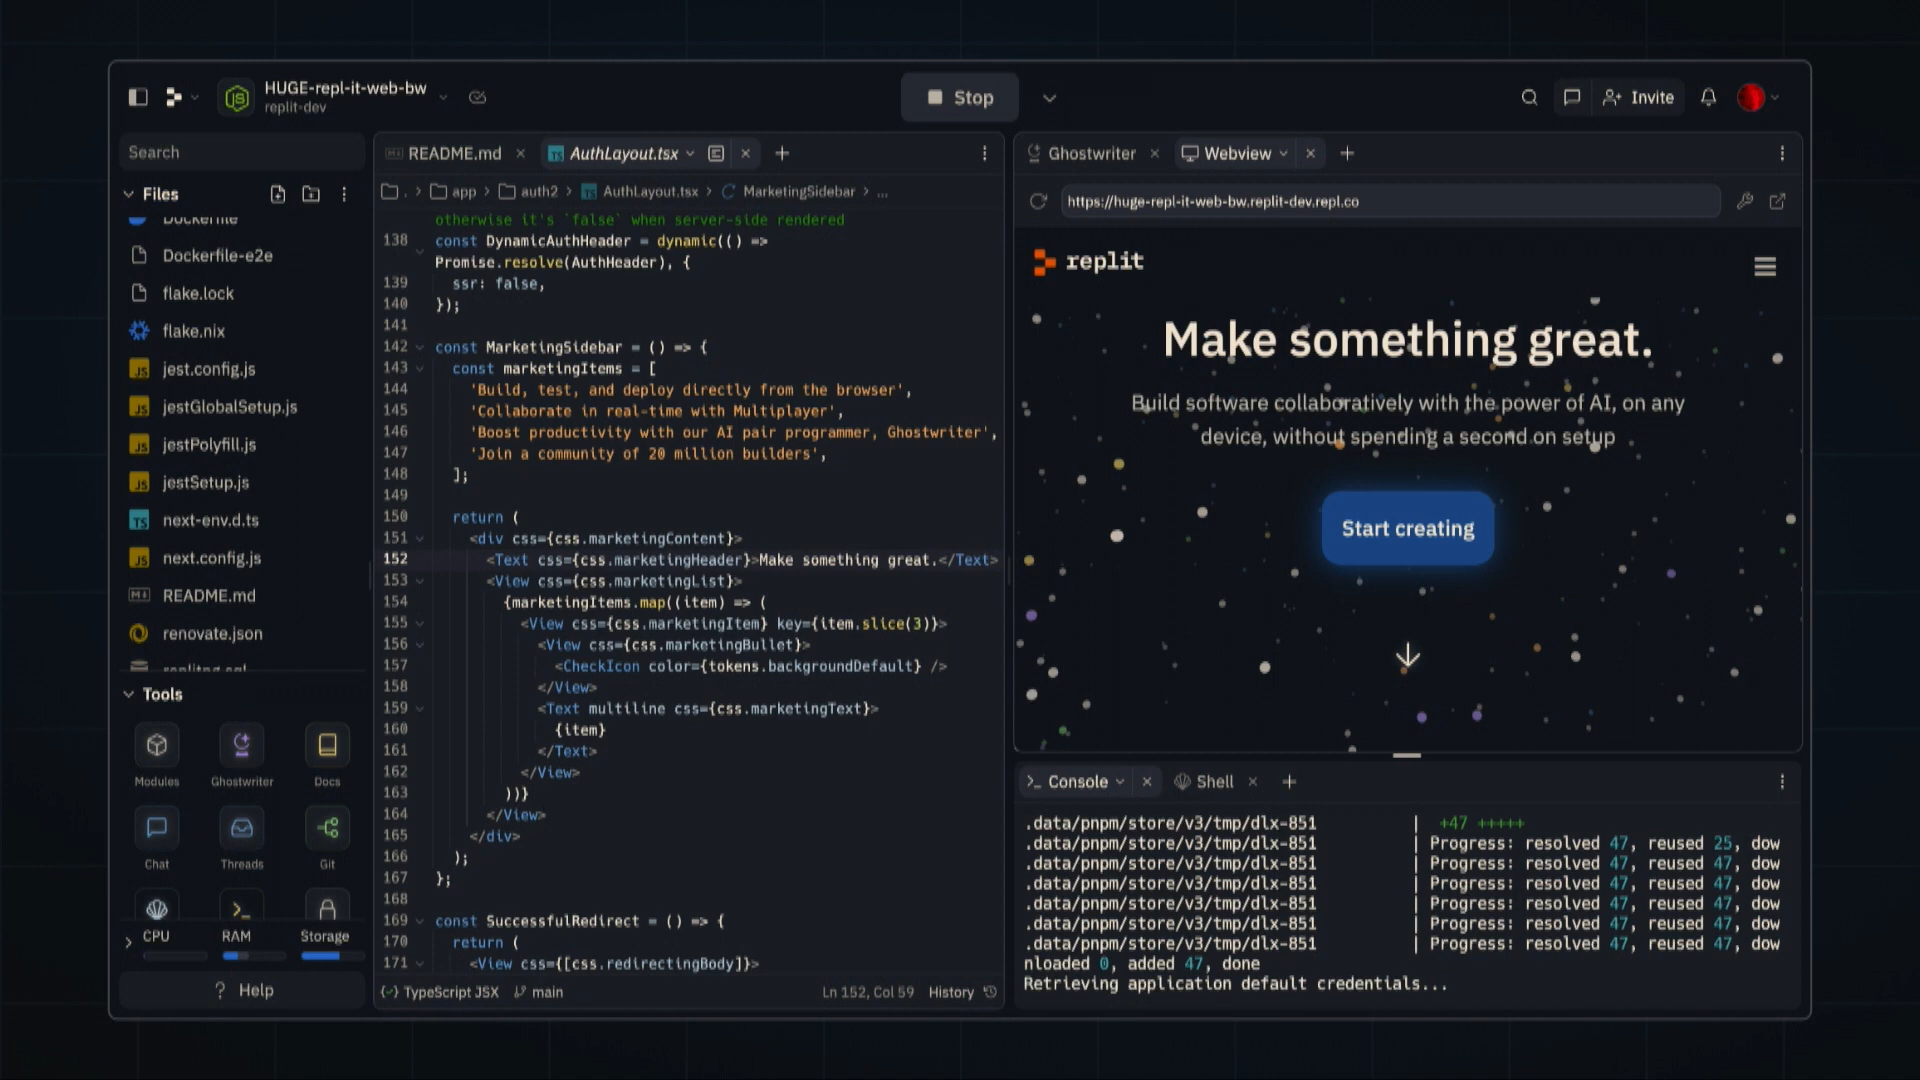 HUGE-repl-it-web-bw
replit-dev
Stop
Invite
Search
Files
Dockerfile
Dockerfile-e2e
flake.lock
flake.nix
JS jest.config.js
JS jestGlobalSetup.js
JS jestPolyfill.js
JS jestSetup.js
TS next-env.d.ts
JS next.config.js
README.md
renovate.json
replitng.sql
Tools
Modules Ghostwriter Docs
Chat Threads Git
CPU RAM Storage
? Help
README.md
TS AuthLayout.tsx
. > app > auth2 > TS AuthLayout.tsx > MarketingSidebar > ...
otherwise it's `false` when server-side rendered
138 const DynamicAuthHeader = dynamic(() =>
Promise.resolve(AuthHeader), {
139 ssr: false,
140 });
141
142 const MarketingSidebar = () => {
143 const marketingItems = [
144 'Build, test, and deploy directly from the browser',
145 'Collaborate in real-time with Multiplayer',
146 'Boost productivity with our AI pair programmer, Ghostwriter',
147 'Join a community of 20 million builders',
148 ];
149
150 return (
151 <div css={css.marketingContent}>
152 <Text css={css.marketingHeader}>Make something great.</Text>
153 <View css={css.marketingList}>
154 {marketingItems.map((item) => (
155 <View css={css.marketingItem} key={item.slice(3)}>
156 <View css={css.marketingBullet}>
157 <CheckIcon color={tokens.backgroundDefault} />
158 </View>
159 <Text multiline css={css.marketingText}>
160 {item}
161 </Text>
162 </View>
163 ))}
164 </View>
165 </div>
166 );
167 };
168
169 const SuccessfulRedirect = () => {
170 return (
171 <View css={[css.redirectingBody]}>
TypeScript JSX main Ln 152, Col 59 History
Ghostwriter
Webview
https://huge-repl-it-web-bw.replit-dev.repl.co
replit
Make something great.
Build software collaboratively with the power of AI, on any
device, without spending a second on setup
Start creating
Console
Shell
.data/pnpm/store/v3/tmp/dlx-851 | +47 +++++
.data/pnpm/store/v3/tmp/dlx-851 | Progress: resolved 47, reused 25, dow
.data/pnpm/store/v3/tmp/dlx-851 | Progress: resolved 47, reused 47, dow
.data/pnpm/store/v3/tmp/dlx-851 | Progress: resolved 47, reused 47, dow
.data/pnpm/store/v3/tmp/dlx-851 | Progress: resolved 47, reused 47, dow
.data/pnpm/store/v3/tmp/dlx-851 | Progress: resolved 47, reused 47, dow
.data/pnpm/store/v3/tmp/dlx-851 | Progress: resolved 47, reused 47, dow
nloaded 0, added 47, done
Retrieving application default credentials...